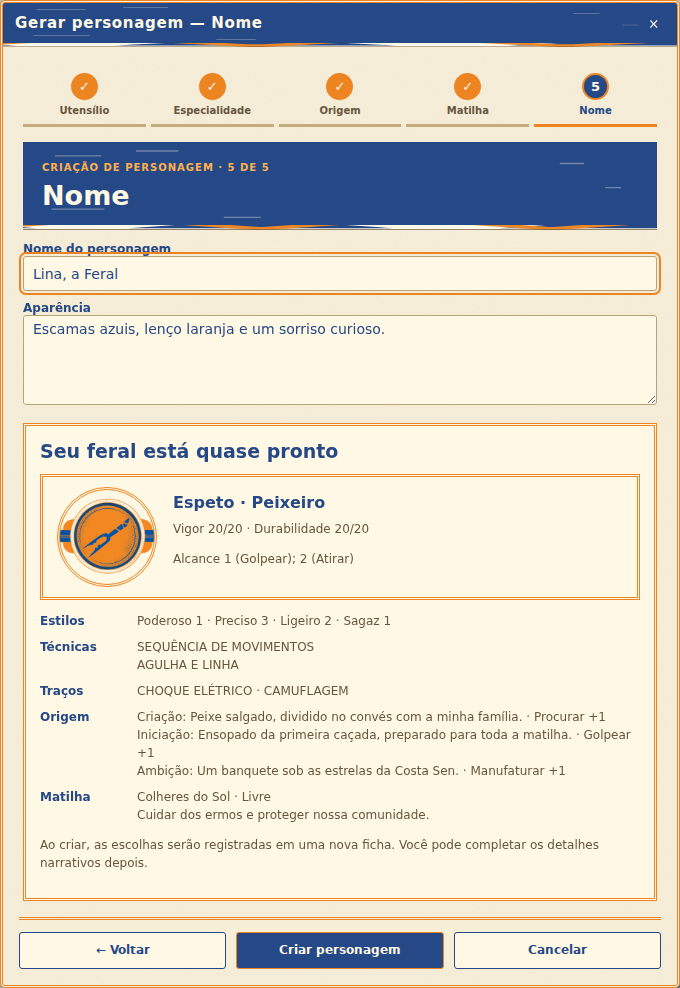 Gerar personagem — Nome ×
✓ ✓ ✓ ✓ 5
Utensílio Especialidade Origem Matilha Nome
CRIAÇÃO DE PERSONAGEM · 5 DE 5
Nome
Nome do personagem
Lina, a Feral
Aparência
Escamas azuis, lenço laranja e um sorriso curioso.
Seu feral está quase pronto
Espeto · Peixeiro
Vigor 20/20 · Durabilidade 20/20
Alcance 1 (Golpear); 2 (Atirar)
Estilos Poderoso 1 · Preciso 3 · Ligeiro 2 · Sagaz 1
Técnicas SEQUÊNCIA DE MOVIMENTOS
AGULHA E LINHA
Traços CHOQUE ELÉTRICO · CAMUFLAGEM
Origem Criação: Peixe salgado, dividido no convés com a minha família. · Procurar +1
Iniciação: Ensopado da primeira caçada, preparado para toda a matilha. · Golpear
+1
Ambição: Um banquete sob as estrelas da Costa Sen. · Manufaturar +1
Matilha Colheres do Sol · Livre
Cuidar dos ermos e proteger nossa comunidade.
Ao criar, as escolhas serão registradas em uma nova ficha. Você pode completar os detalhes
narrativos depois.
← Voltar Criar personagem Cancelar